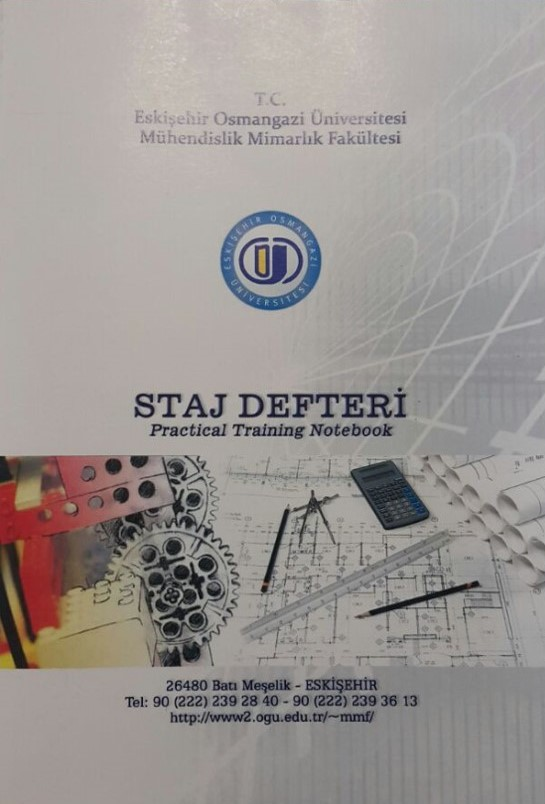 T.C.
Eskişehir Osmangazi Üniversitesi
Mühendislik Mimarlık Fakültesi
ESKİŞEHİR OSMANGAZİ
ÜNİVERSİTESİ
STAJ DEFTERİ
Practical Training Notebook
26480 Batı Meşelik - ESKİŞEHİR
Tel: 90 (222) 239 28 40 - 90 (222) 239 36 13
http://www2.ogu.edu.tr/~mmf/